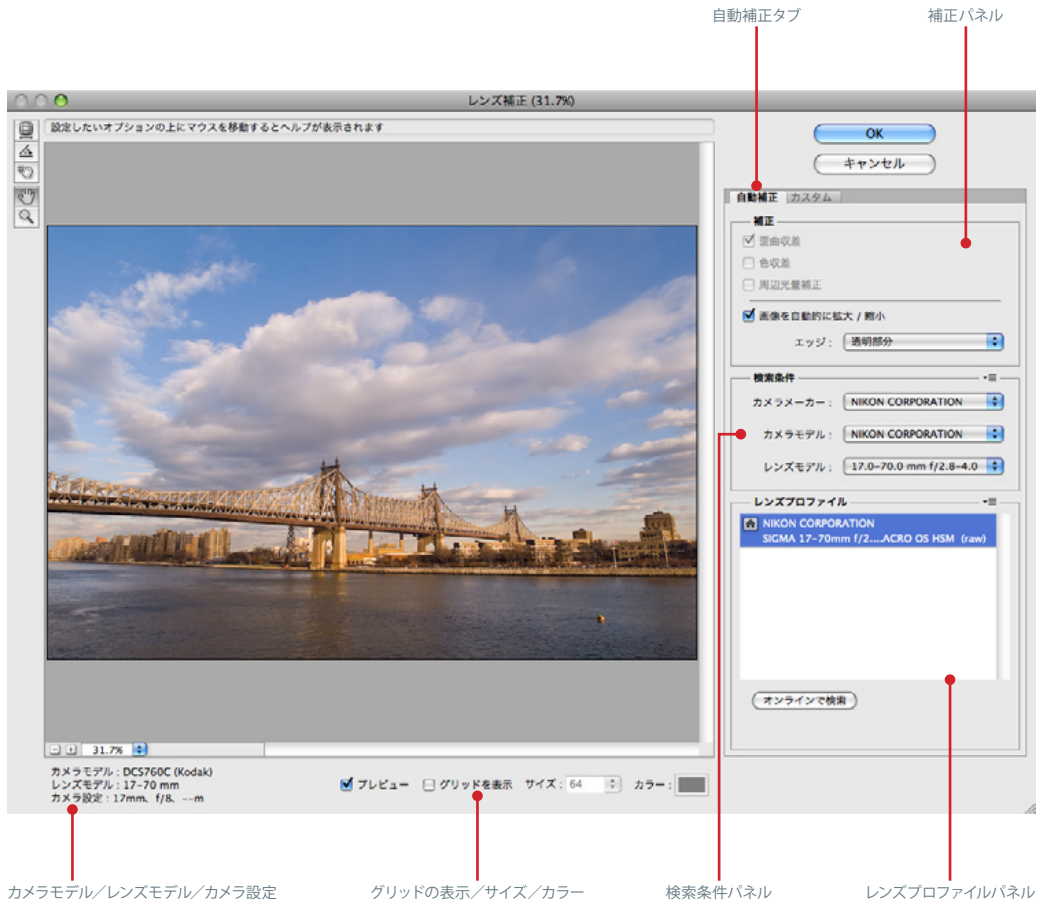 自動補正タブ
補正パネル
レンズ補正 (31.7%)
設定したいオプションの上にマウスを移動するとヘルプが表示されます
OK
キャンセル
自動補正 カスタム
補正
歪曲収差
色収差
周辺光量補正
画像を自動的に拡大 / 縮小
エッジ : 透明部分
検索条件
カメラメーカー : NIKON CORPORATION
カメラモデル : NIKON CORPORATION
レンズモデル : 17.0-70.0 mm f/2.8-4.0
レンズプロファイル
NIKON CORPORATION
SIGMA 17-70mm f/2....ACRO OS HSM (raw)
オンラインで検索
31.7%
カメラモデル : DCS760C (Kodak)
レンズモデル : 17-70 mm
カメラ設定 : 17mm、f/8、--m
プレビュー グリッドを表示 サイズ : 64 カラー :
カメラモデル／レンズモデル／カメラ設定
グリッドの表示／サイズ／カラー
検索条件パネル
レンズプロファイルパネル